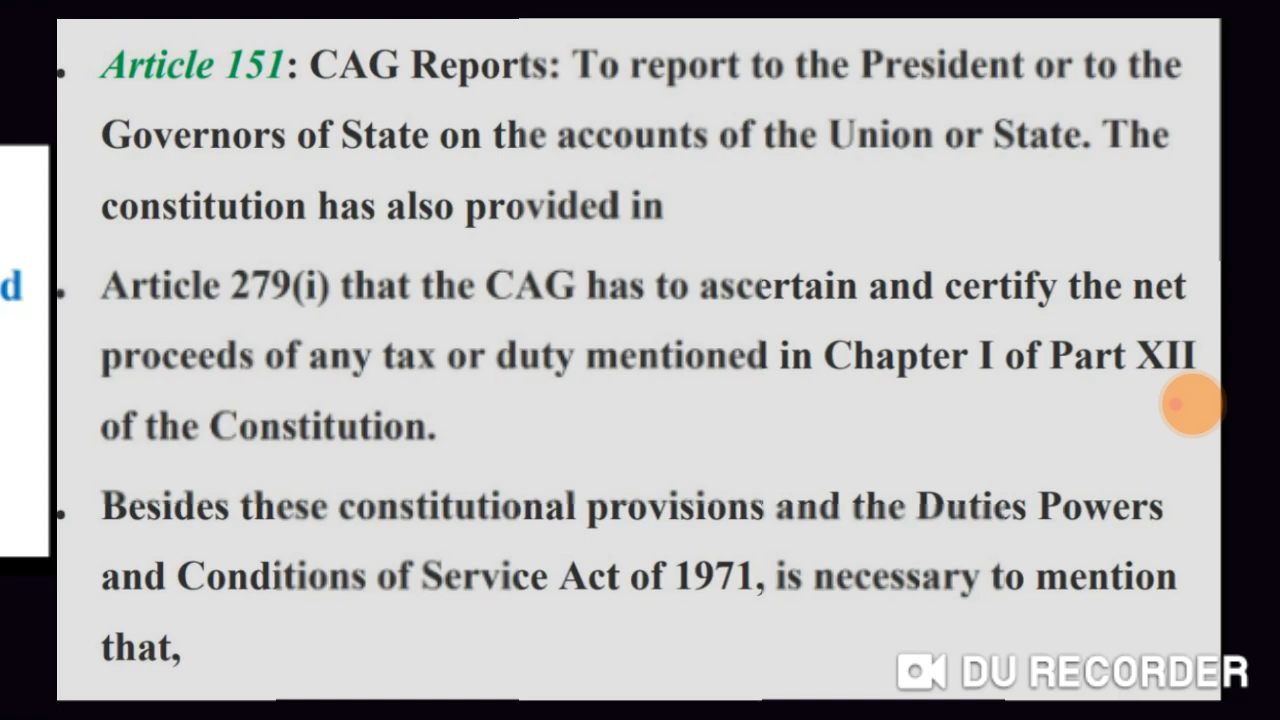 . Article 151: CAG Reports: To report to the President or to the
Governors of State on the accounts of the Union or State. The
constitution has also provided in
d
. Article 279(i) that the CAG has to ascertain and certify the net
proceeds of any tax or duty mentioned in Chapter I of Part XII
of the Constitution.
. Besides these constitutional provisions and the Duties Powers
and Conditions of Service Act of 1971, is necessary to mention
that,
DU RECORDER